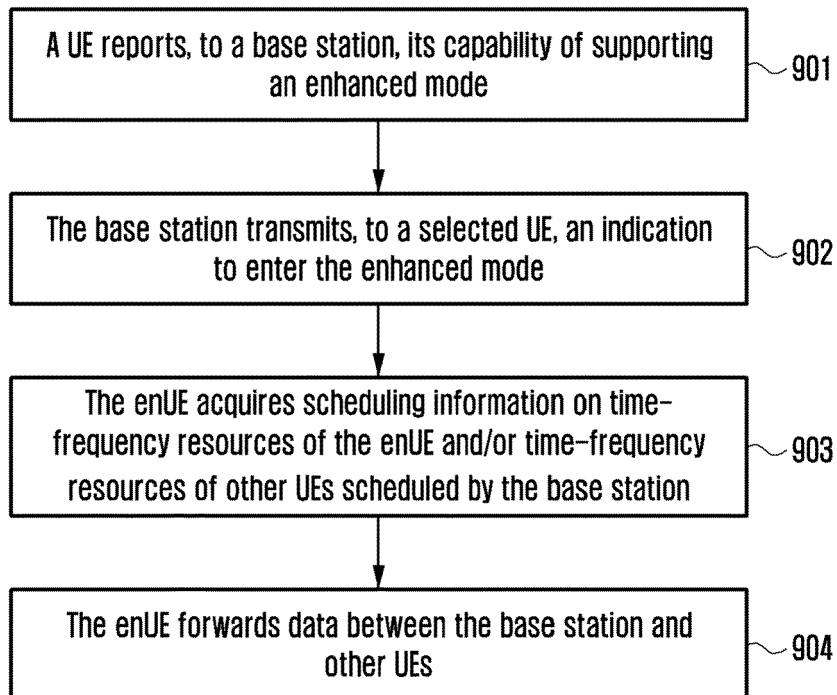 A UE reports, to a base station, its capability of supporting
an enhanced mode
901
The base station transmits, to a selected UE, an indication
to enter the enhanced mode
902
The enUE acquires scheduling information on time-
frequency resources of the enUE and/or time-frequency
resources of other UEs scheduled by the base station
903
The enUE forwards data between the base station and
other UEs
904